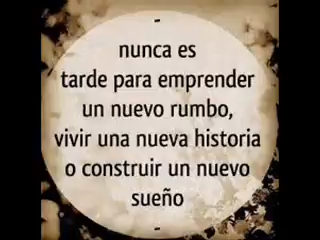 nunca es
tarde para emprender
un nuevo rumbo,
vivir una nueva historia
o construir un nuevo
sueño